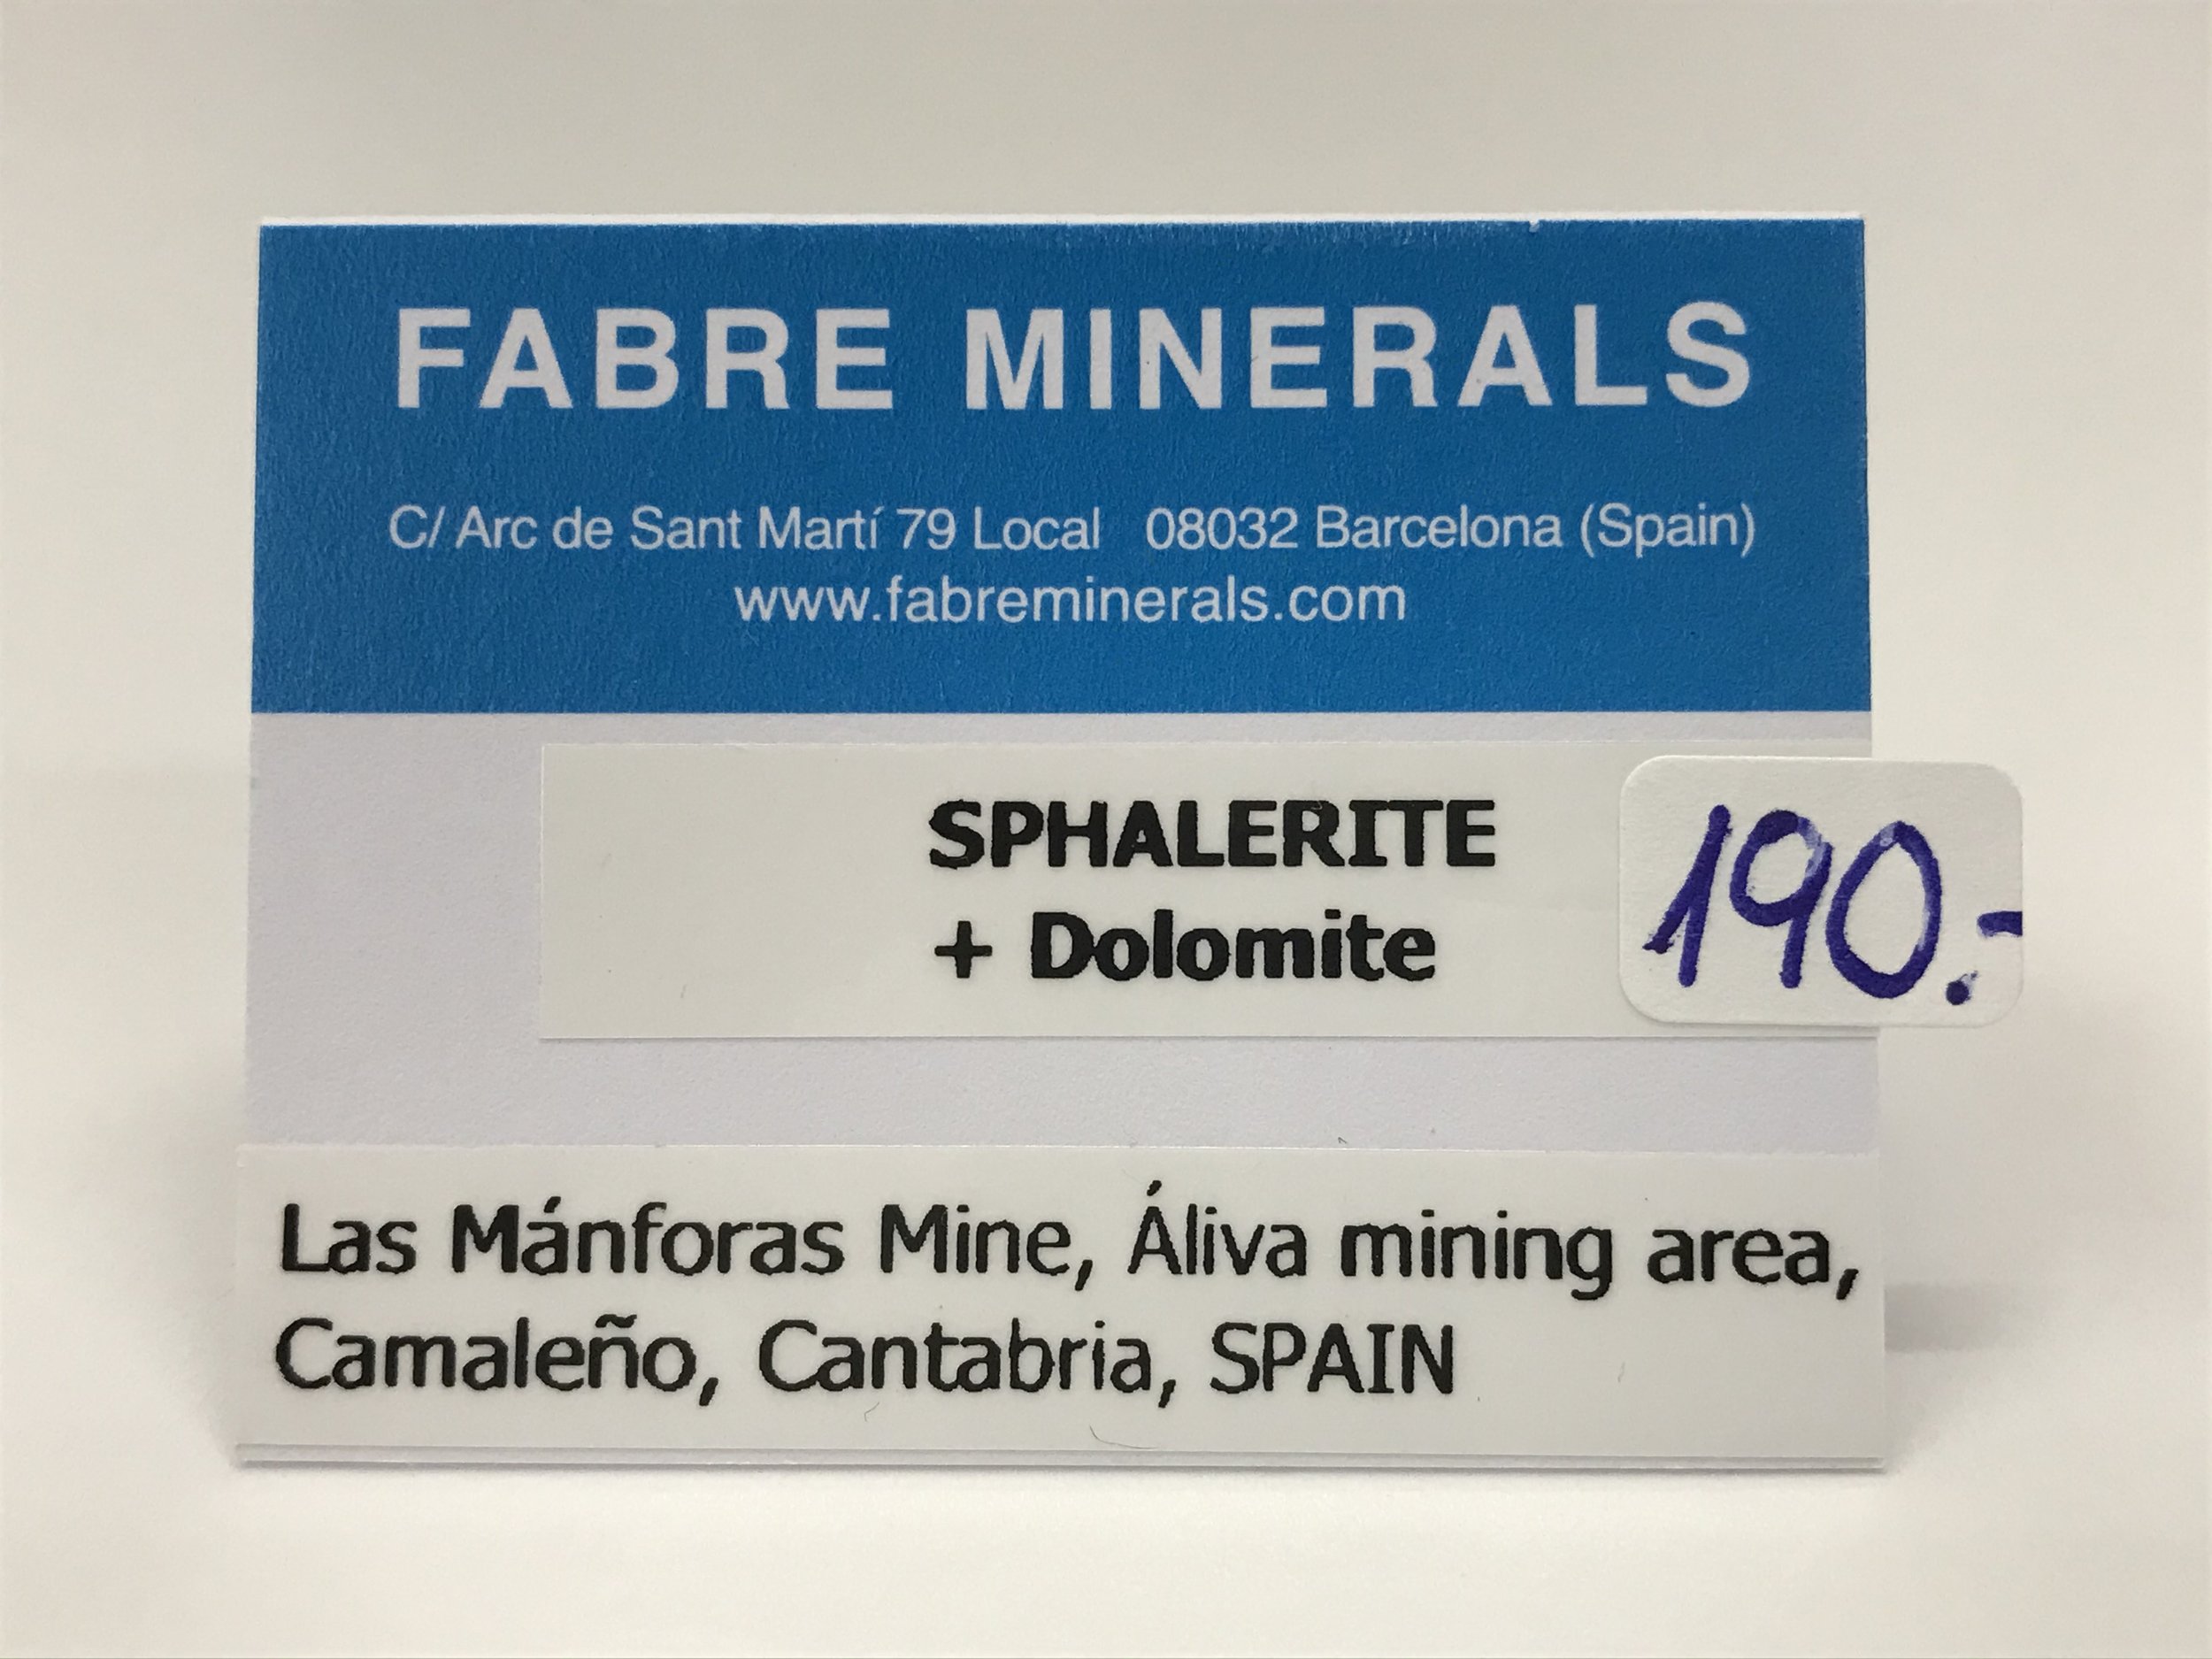 FABRE MINERALS
C/ Arc de Sant Martí 79 Local 08032 Barcelona (Spain)
www.fabreminerals.com
SPHALERITE
+ Dolomite
190.-
Las Mánforas Mine, Áliva mining area,
Camaleño, Cantabria, SPAIN